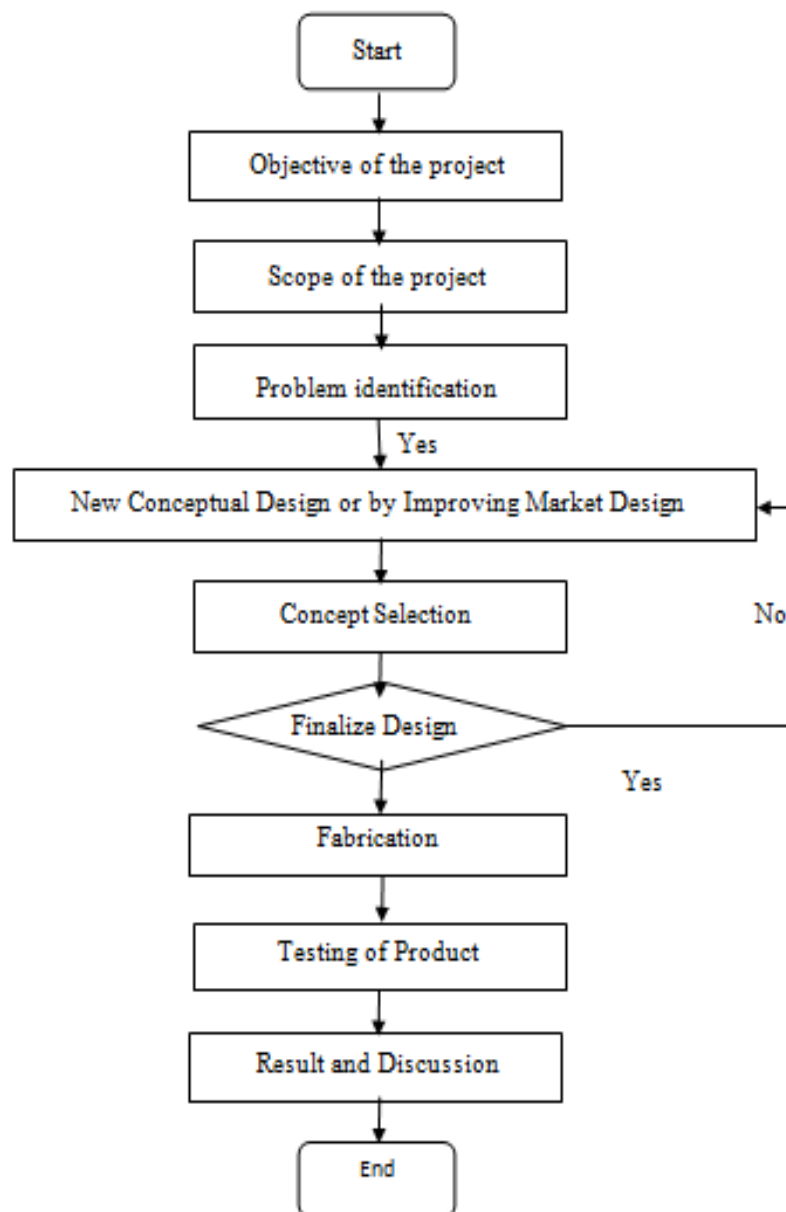 Start
Objective of the project
Scope of the project
Problem identification
Yes
New Conceptual Design or by Improving Market Design
Concept Selection
No
Finalize Design
Yes
Fabrication
Testing of Product
Result and Discussion
End